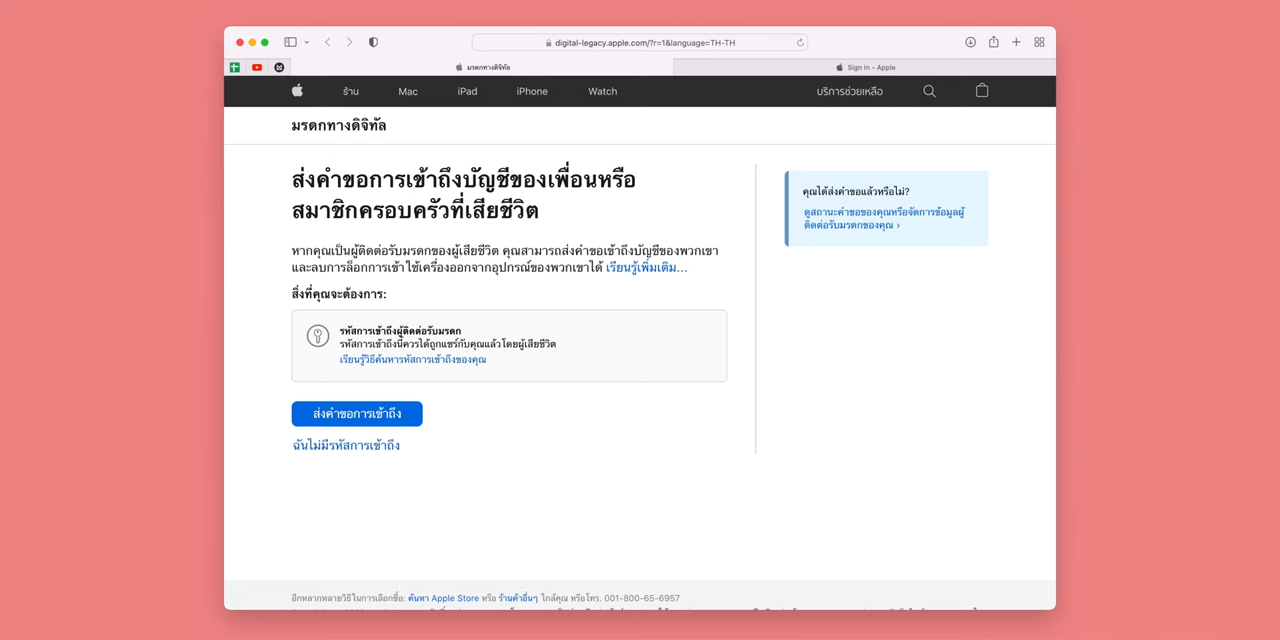 digital-legacy.apple.com/?r=1&language=TH-TH
มรดกทางดิจิทัล
Sign In - Apple
ร้าน Mac iPad iPhone Watch บริการช่วยเหลือ
มรดกทางดิจิทัล
ส่งคำขอการเข้าถึงบัญชีของเพื่อนหรือ
สมาชิกครอบครัวที่เสียชีวิต
หากคุณเป็นผู้ติดต่อรับมรดกของผู้เสียชีวิต คุณสามารถส่งคำขอเข้าถึงบัญชีของพวกเขา
และลบการล็อกการเข้าใช้เครื่องออกจากอุปกรณ์ของพวกเขาได้ เรียนรู้เพิ่มเติม...
สิ่งที่คุณจะต้องการ:
รหัสการเข้าถึงผู้ติดต่อรับมรดก
รหัสการเข้าถึงนี้ควรได้ถูกแชร์กับคุณแล้วโดยผู้เสียชีวิต
เรียนรู้วิธีค้นหารหัสการเข้าถึงของคุณ
ส่งคำขอการเข้าถึง
ฉันไม่มีรหัสการเข้าถึง
คุณได้ส่งคำขอแล้วหรือไม่?
ดูสถานะคำขอของคุณหรือจัดการข้อมูลผู้
ติดต่อรับมรดกของคุณ ›
อีกหลากหลายวิธีในการเลือกซื้อ: ค้นหา Apple Store หรือ ร้านค้าอื่นๆ ใกล้คุณ หรือโทร. 001-800-65-6957